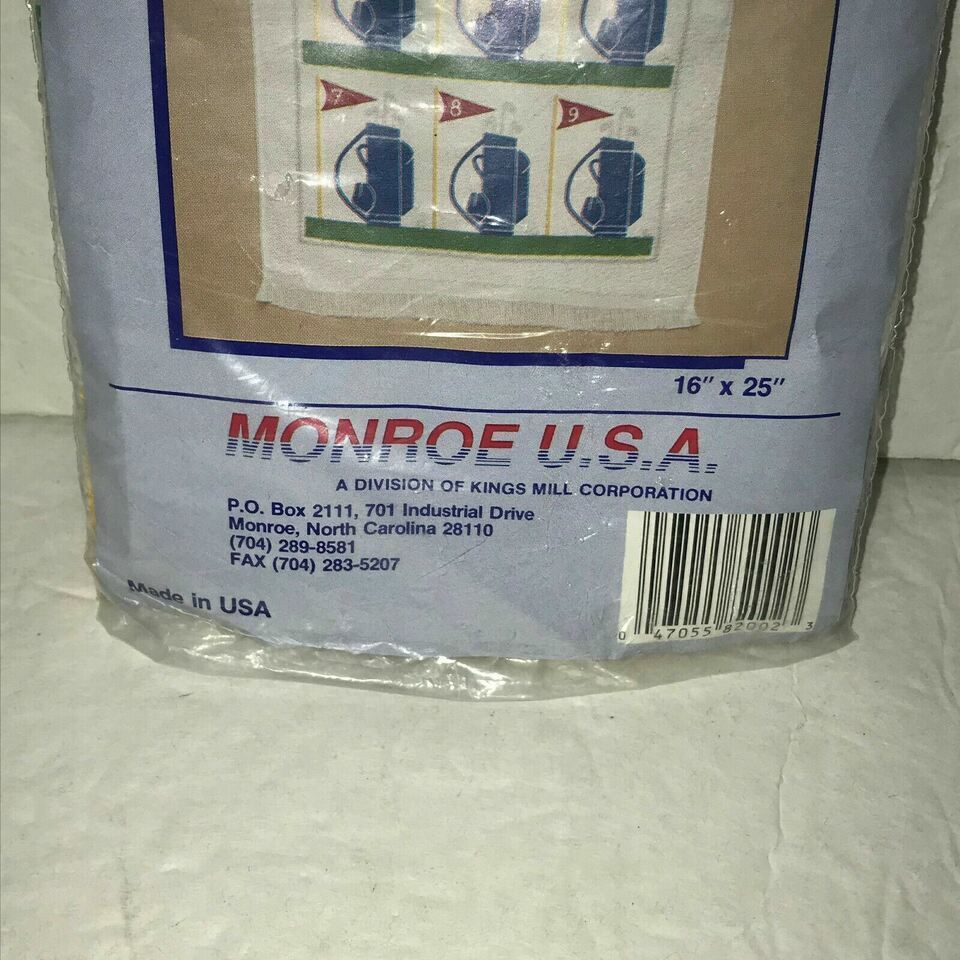 7 8 9
16" x 25"
MONROE U.S.A.
A DIVISION OF KINGS MILL CORPORATION
P.O. Box 2111, 701 Industrial Drive
Monroe, North Carolina 28110
(704) 289-8581
FAX (704) 283-5207
Made in USA
0 47055 82002 3